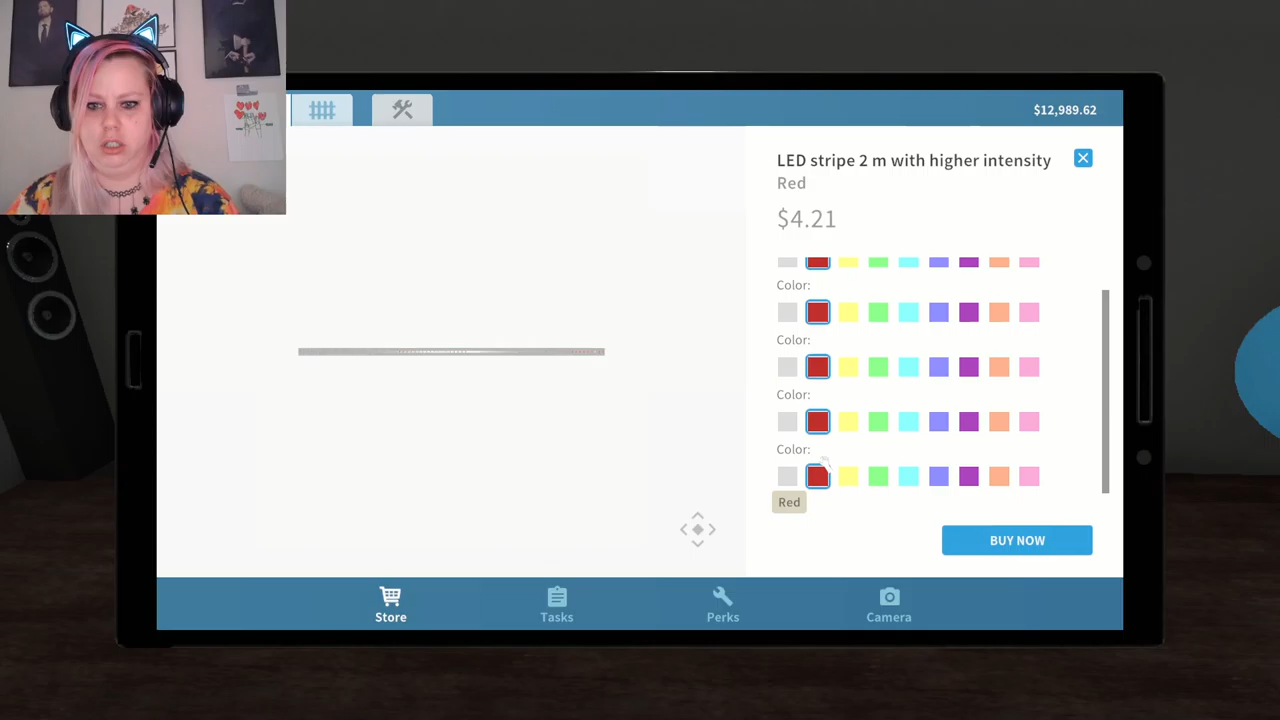 $12,989.62
LED stripe 2 m with higher intensity
Red
$4.21
Color:
Color:
Color:
Color:
Red
BUY NOW
Store
Tasks
Perks
Camera